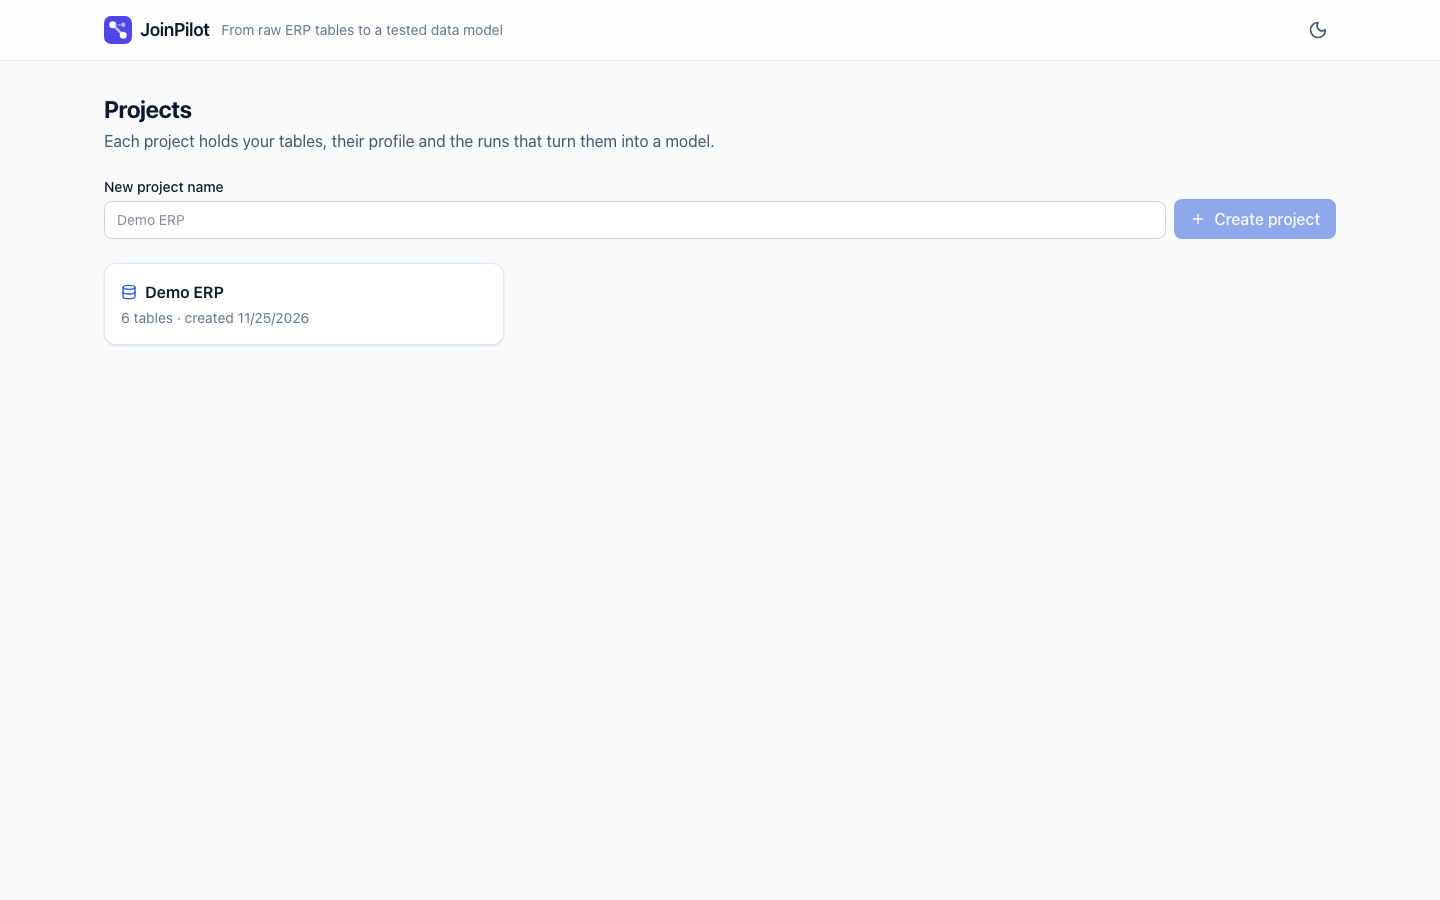 JoinPilot From raw ERP tables to a tested data model
Projects
Each project holds your tables, their profile and the runs that turn them into a model.
New project name
Demo ERP
+ Create project
Demo ERP
6 tables · created 11/25/2026